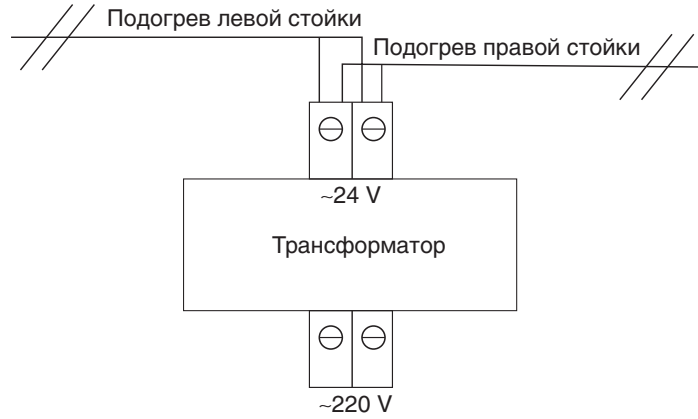 Подогрев левой стойки
Подогрев правой стойки
~24 V
Трансформатор
~220 V